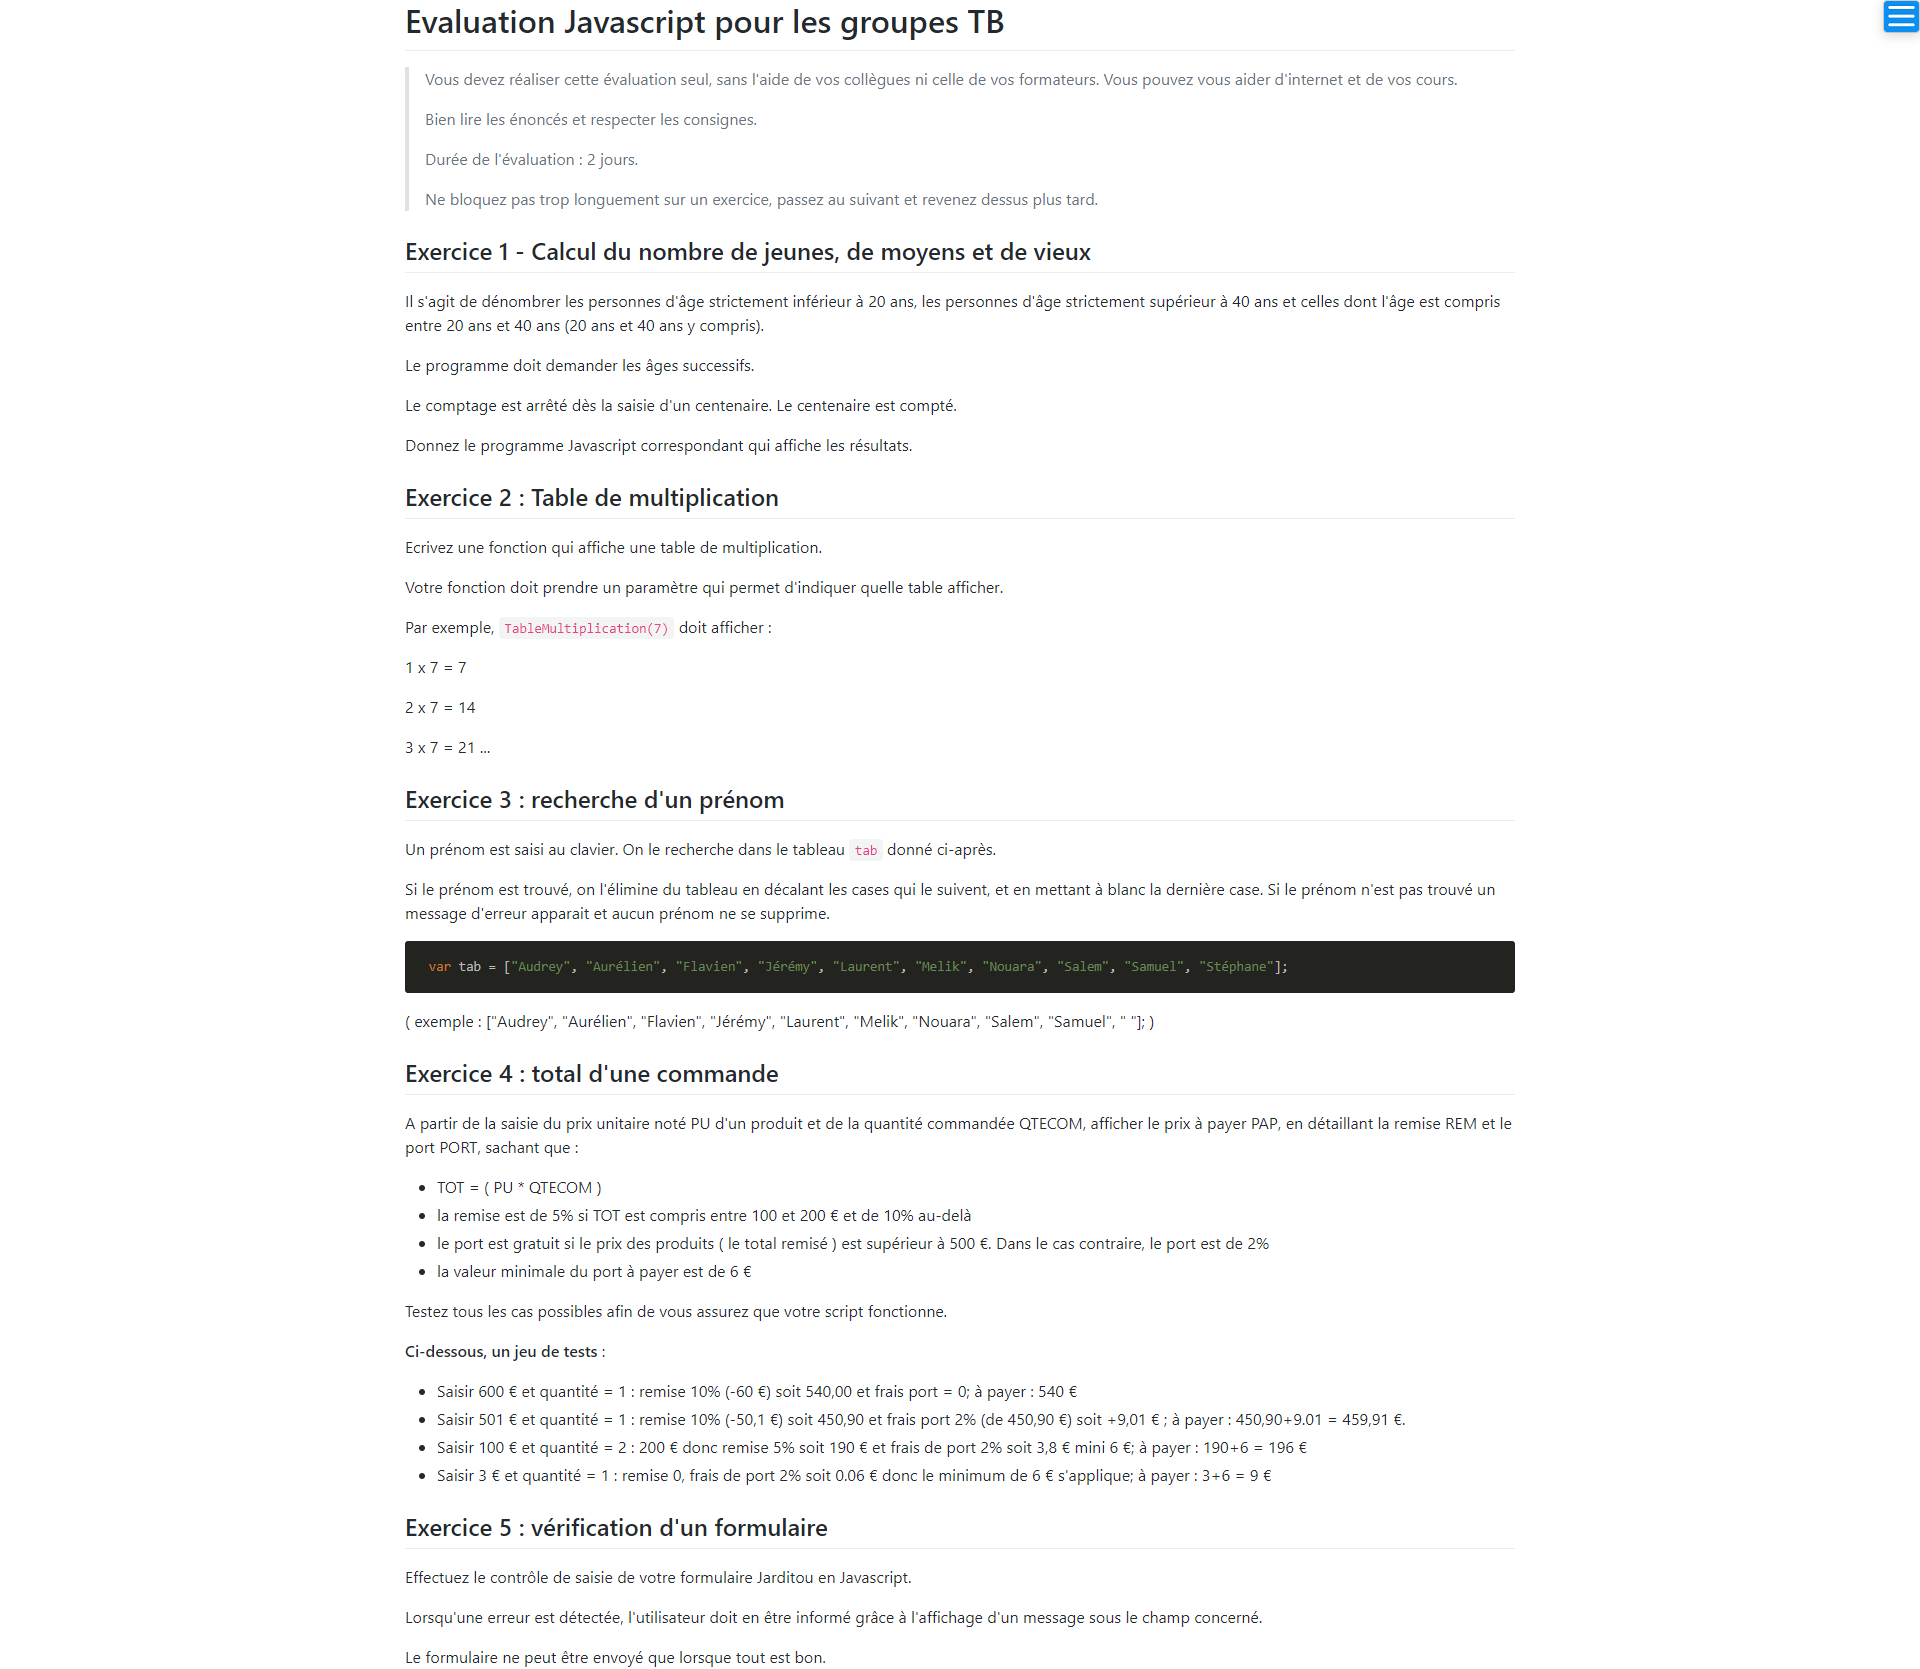 Evaluation Javascript pour les groupes TB
Vous devez réaliser cette évaluation seul, sans l'aide de vos collègues ni celle de vos formateurs. Vous pouvez vous aider d'internet et de vos cours.
Bien lire les énoncés et respecter les consignes.
Durée de l'évaluation : 2 jours.
Ne bloquez pas trop longuement sur un exercice, passez au suivant et revenez dessus plus tard.
Exercice 1 - Calcul du nombre de jeunes, de moyens et de vieux
Il s'agit de dénombrer les personnes d'âge strictement inférieur à 20 ans, les personnes d'âge strictement supérieur à 40 ans et celles dont l'âge est compris
entre 20 ans et 40 ans (20 ans et 40 ans y compris).
Le programme doit demander les âges successifs.
Le comptage est arrêté dès la saisie d'un centenaire. Le centenaire est compté.
Donnez le programme Javascript correspondant qui affiche les résultats.
Exercice 2 : Table de multiplication
Ecrivez une fonction qui affiche une table de multiplication.
Votre fonction doit prendre un paramètre qui permet d'indiquer quelle table afficher.
Par exemple, TableMultiplication(7) doit afficher :
1 x 7 = 7
2 x 7 = 14
3 x 7 = 21 ...
Exercice 3 : recherche d'un prénom
Un prénom est saisi au clavier. On le recherche dans le tableau tab donné ci-après.
Si le prénom est trouvé, on l'élimine du tableau en décalant les cases qui le suivent, et en mettant à blanc la dernière case. Si le prénom n'est pas trouvé un
message d'erreur apparait et aucun prénom ne se supprime.
var tab = ["Audrey", "Aurélien", "Flavien", "Jérémy", "Laurent", "Melik", "Nouara", "Salem", "Samuel", "Stéphane"];
( exemple : ["Audrey", "Aurélien", "Flavien", "Jérémy", "Laurent", "Melik", "Nouara", "Salem", "Samuel", " "]; )
Exercice 4 : total d'une commande
A partir de la saisie du prix unitaire noté PU d'un produit et de la quantité commandée QTECOM, afficher le prix à payer PAP, en détaillant la remise REM et le
port PORT, sachant que :
• TOT = ( PU * QTECOM )
• la remise est de 5% si TOT est compris entre 100 et 200 € et de 10% au-delà
• le port est gratuit si le prix des produits ( le total remisé ) est supérieur à 500 €. Dans le cas contraire, le port est de 2%
• la valeur minimale du port à payer est de 6 €
Testez tous les cas possibles afin de vous assurez que votre script fonctionne.
Ci-dessous, un jeu de tests :
• Saisir 600 € et quantité = 1 : remise 10% (-60 €) soit 540,00 et frais port = 0; à payer : 540 €
• Saisir 501 € et quantité = 1 : remise 10% (-50,1 €) soit 450,90 et frais port 2% (de 450,90 €) soit +9,01 € ; à payer : 450,90+9.01 = 459,91 €.
• Saisir 100 € et quantité = 2 : 200 € donc remise 5% soit 190 € et frais de port 2% soit 3,8 € mini 6 €; à payer : 190+6 = 196 €
• Saisir 3 € et quantité = 1 : remise 0, frais de port 2% soit 0.06 € donc le minimum de 6 € s'applique; à payer : 3+6 = 9 €
Exercice 5 : vérification d'un formulaire
Effectuez le contrôle de saisie de votre formulaire Jarditou en Javascript.
Lorsqu'une erreur est détectée, l'utilisateur doit en être informé grâce à l'affichage d'un message sous le champ concerné.
Le formulaire ne peut être envoyé que lorsque tout est bon.